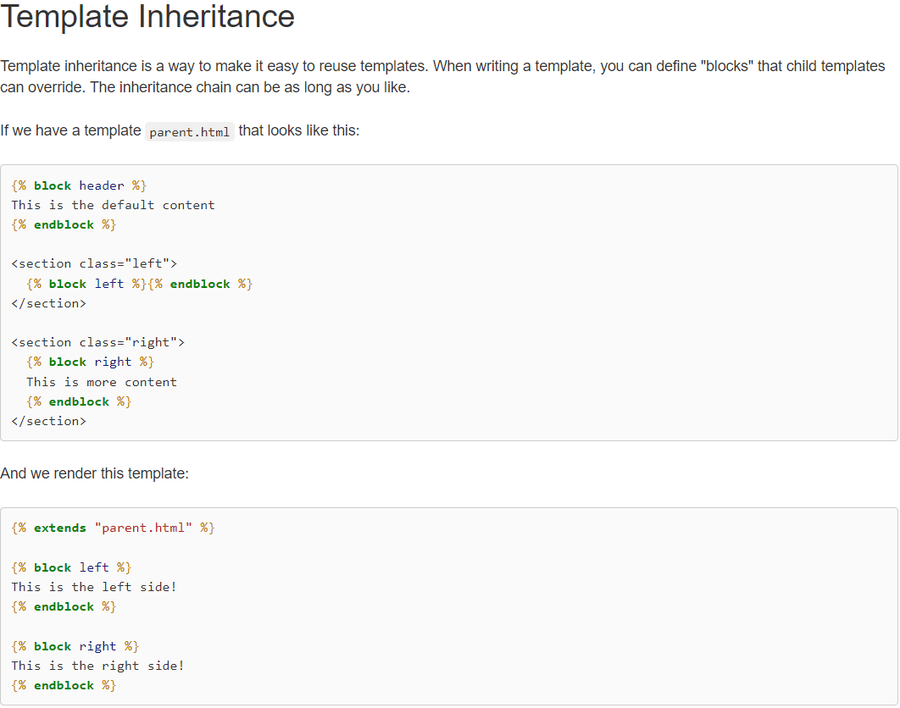 Template Inheritance
Template inheritance is a way to make it easy to reuse templates. When writing a template, you can define "blocks" that child templates
can override. The inheritance chain can be as long as you like.
If we have a template parent.html that looks like this:
{% block header %}
This is the default content
{% endblock %}
<section class="left">
  {% block left %}{% endblock %}
</section>
<section class="right">
  {% block right %}
  This is more content
  {% endblock %}
</section>
And we render this template:
{% extends "parent.html" %}
{% block left %}
This is the left side!
{% endblock %}
{% block right %}
This is the right side!
{% endblock %}